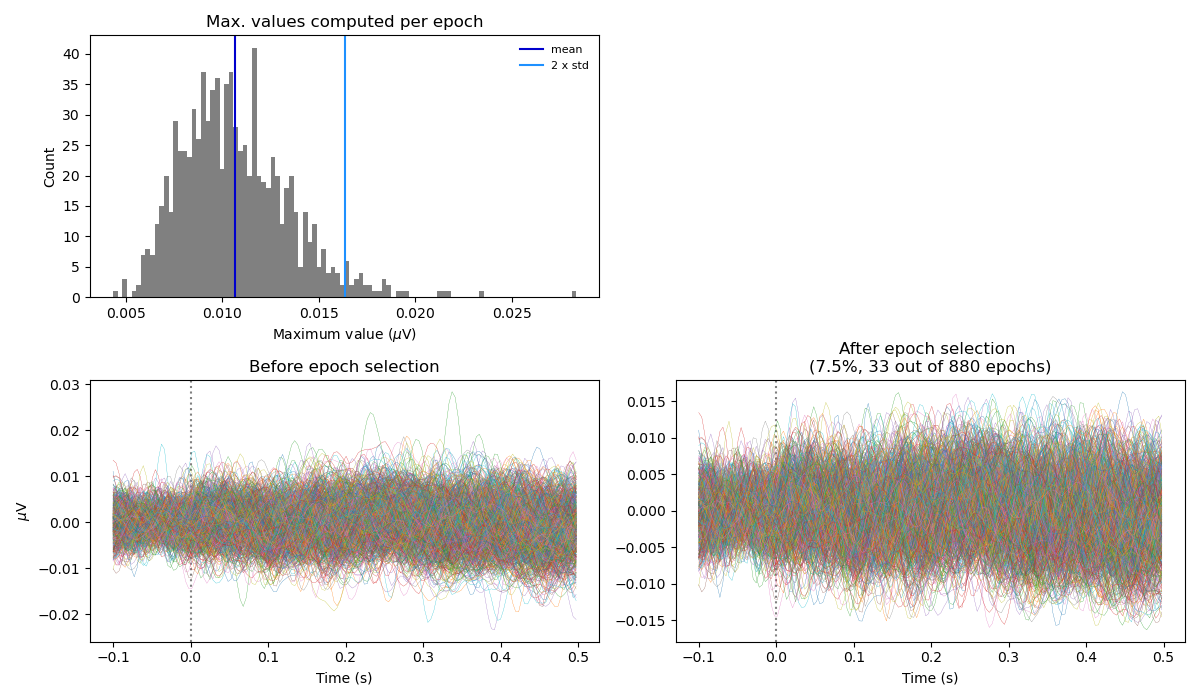 Max. values computed per epoch
Count
40
35
30
25
20
15
10
5
0
mean
2 x std
0.005 0.010 0.015 0.020 0.025
Maximum value (μV)
Before epoch selection
μV
0.03
0.02
0.01
0.00
−0.01
−0.02
−0.1 0.0 0.1 0.2 0.3 0.4 0.5
Time (s)
After epoch selection
(7.5%, 33 out of 880 epochs)
0.015
0.010
0.005
0.000
−0.005
−0.010
−0.015
−0.1 0.0 0.1 0.2 0.3 0.4 0.5
Time (s)